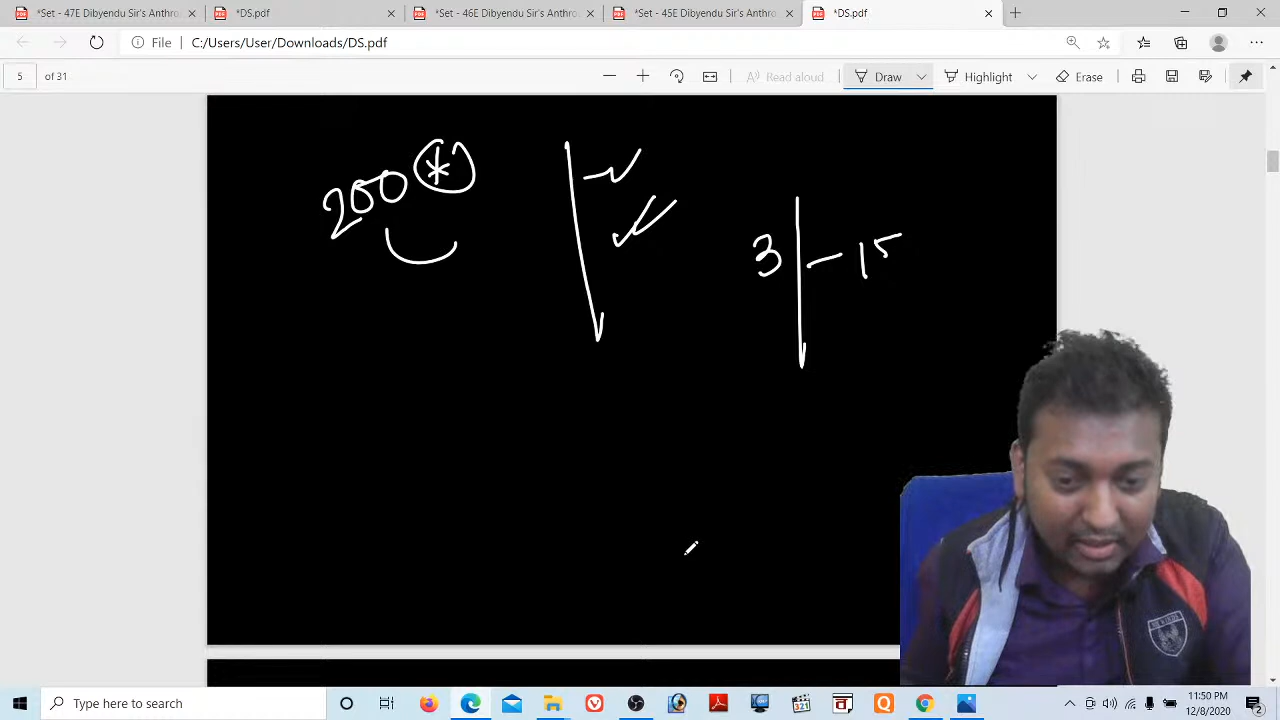 *Set - 47E Dibyendu Sir's Anthro
*DS.pdf
*Set - 46E Dibyendu Sir's Anthro
*Set - 45E Dibyendu Sir's Anthro
*DS.pdf
File
C:/Users/User/Downloads/DS.pdf
5 of 31
Read aloud
Draw
Highlight
Erase
200 *
3 - 15
Type here to search
321
Q
11:50 PM
12/8/2020
2